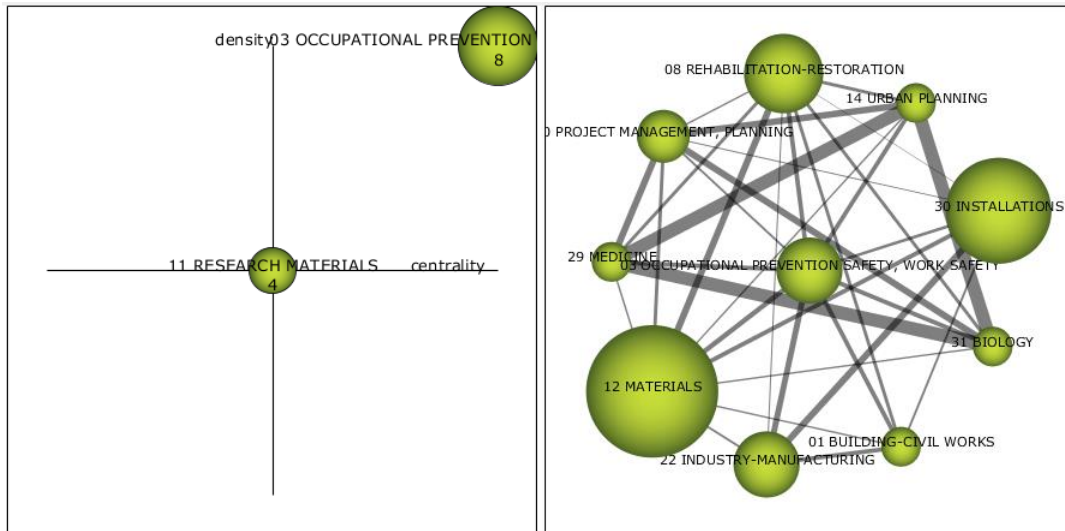 density
03 OCCUPATIONAL PREVENTION
8
11 RESEARCH MATERIALS
centrality
4
08 REHABILITATION-RESTORATION
14 URBAN PLANNING
0 PROJECT MANAGEMENT, PLANNING
30 INSTALLATIONS
29 MEDICINE
03 OCCUPATIONAL PREVENTION SAFETY, WORK SAFETY
31 BIOLOGY
12 MATERIALS
01 BUILDING-CIVIL WORKS
22 INDUSTRY-MANUFACTURING